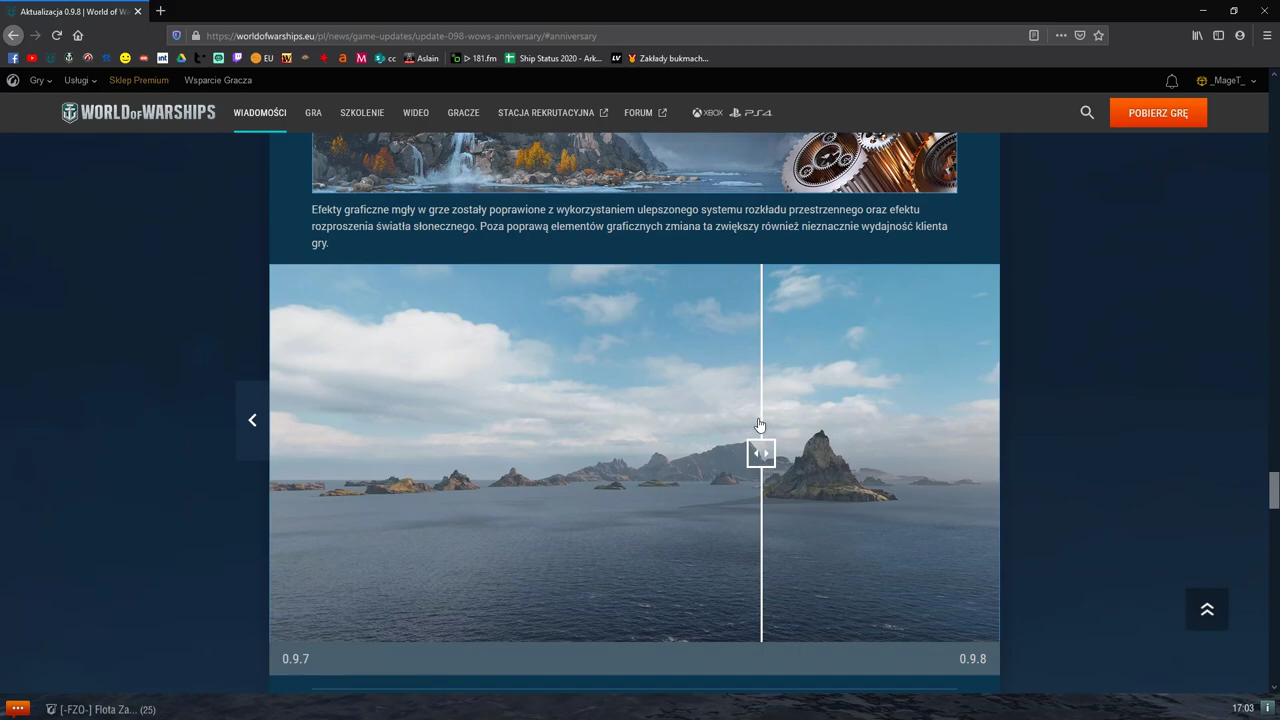 Aktualizacja 0.9.8 | World of Wa
https://worldofwarships.eu/pl/news/game-updates/update-098-wows-anniversary/#anniversary
EU
cc
Aslain
▷ 181.fm
Ship Status 2020 - Ark...
LV
Zakłady bukmach...
Gry
Usługi
Sklep Premium
Wsparcie Gracza
_MageT_
WORLD OF WARSHIPS
WIADOMOŚCI
GRA
SZKOLENIE
WIDEO
GRACZE
STACJA REKRUTACYJNA
FORUM
XBOX
PS4
POBIERZ GRĘ
Efekty graficzne mgły w grze zostały poprawione z wykorzystaniem ulepszonego systemu rozkładu przestrzennego oraz efektu
rozproszenia światła słonecznego. Poza poprawą elementów graficznych zmiana ta zwiększy również nieznacznie wydajność klienta
gry.
0.9.7
0.9.8
[-FZO-] Flota Za... (25)
17:03